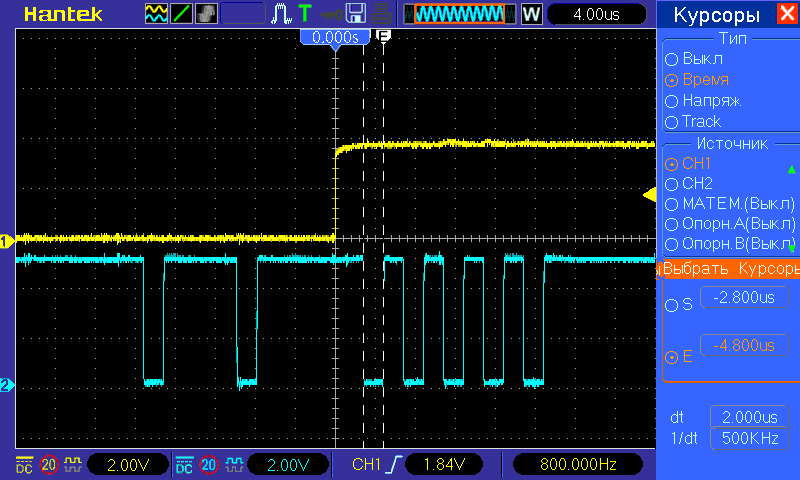 Hantek
T
W
4.00us
0.000s
E
Курсоры
Тип
Выкл
Время
Напряж.
Track
Источник
CH1
CH2
МАТЕМ.(Выкл)
Опорн.А(Выкл)
Опорн.В(Выкл)
Выбрать Курсоры
S
-2.800us
E
-4.800us
dt
2.000us
1/dt
500KHz
1
2
DC
20
2.00V
DC
20
2.00V
CH1
1.84V
800.000Hz